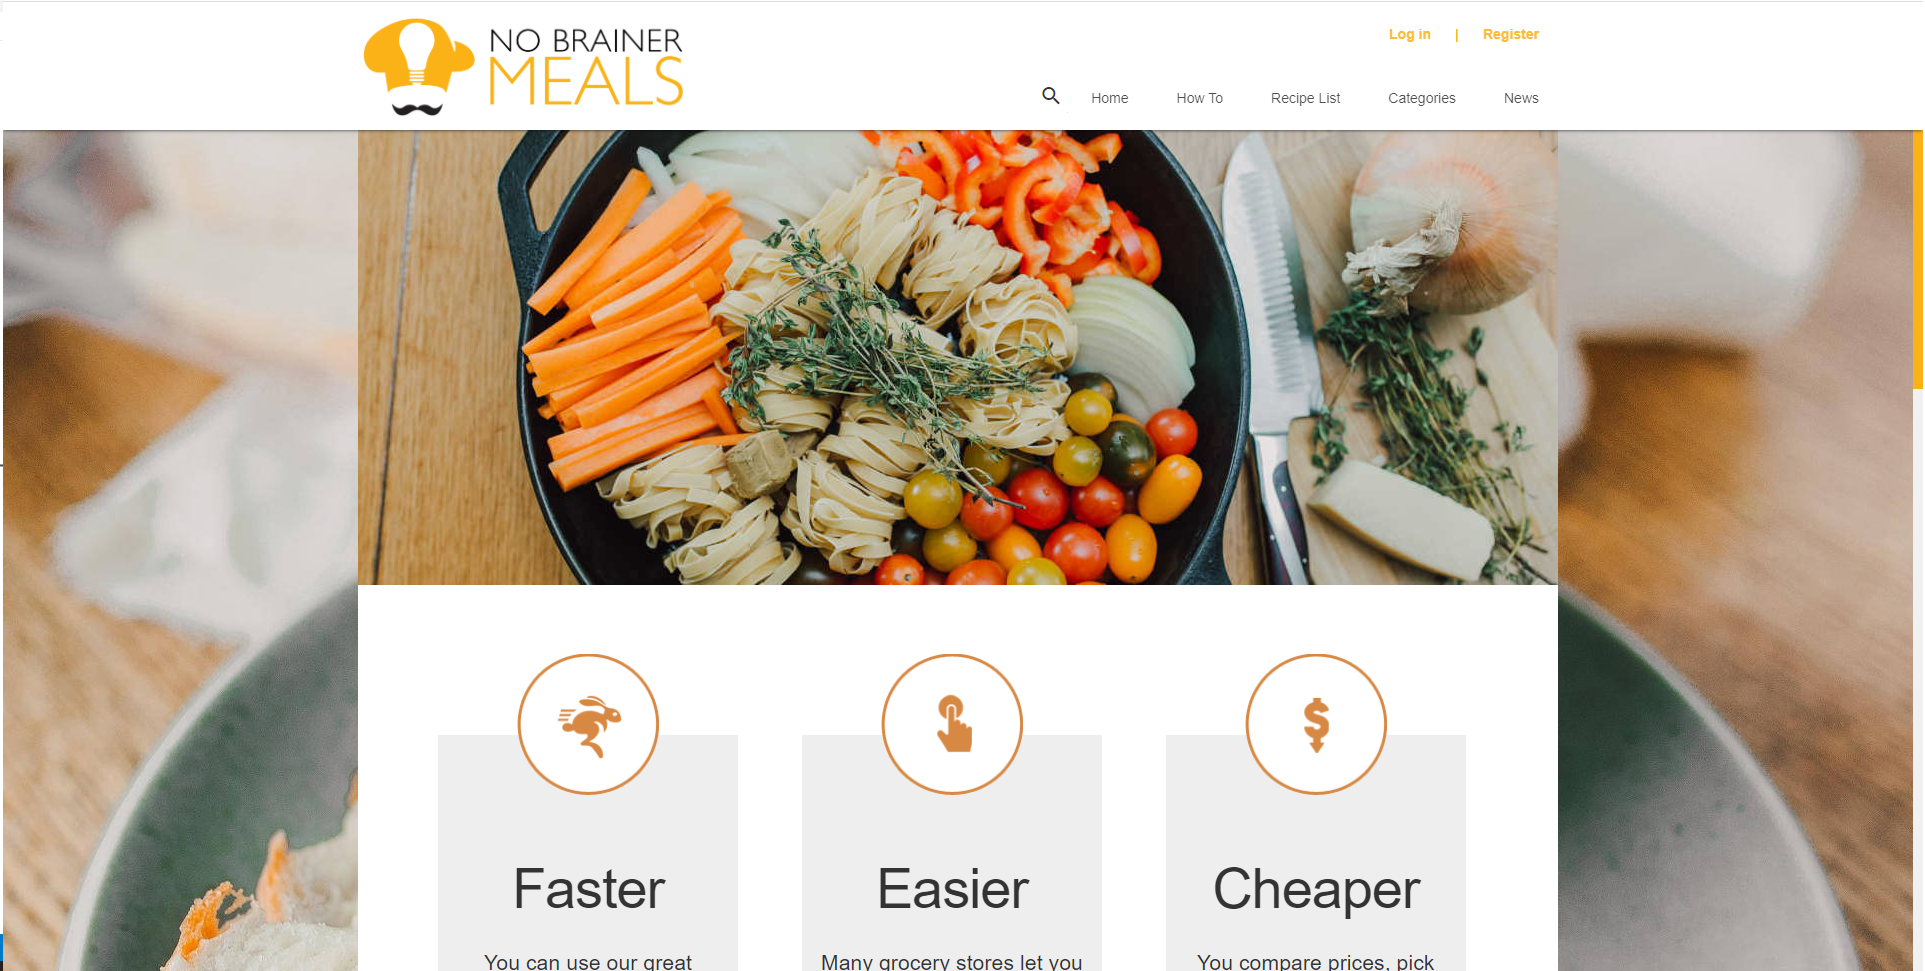 NO BRAINER
MEALS
Log in | Register
Home How To Recipe List Categories News
Faster
You can use our great
Easier
Many grocery stores let you
Cheaper
You compare prices, pick